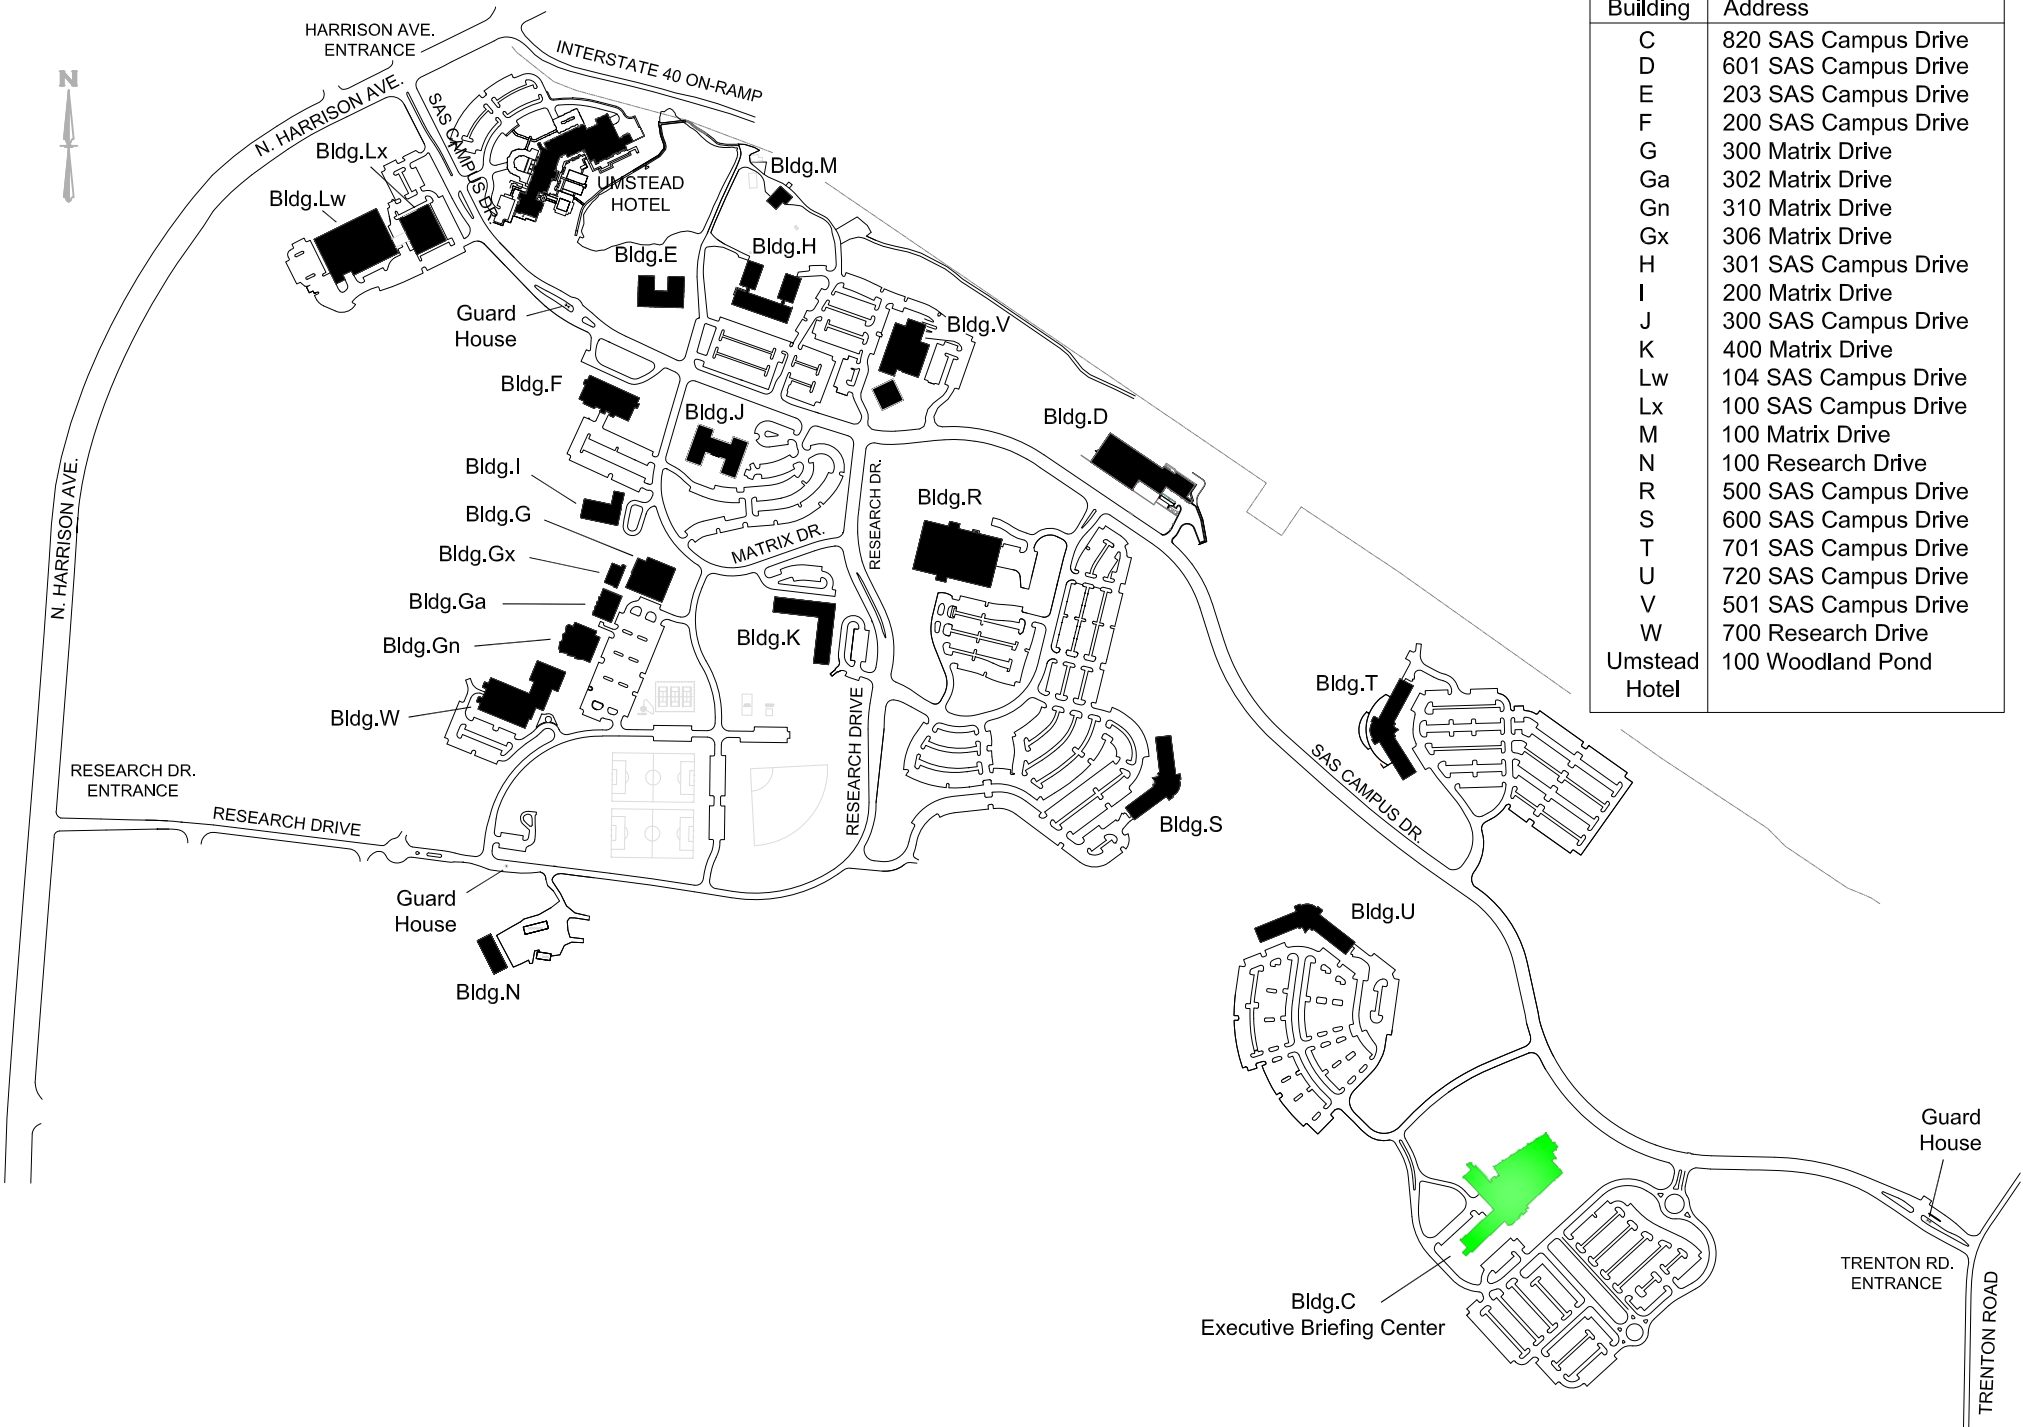 HARRISON AVE.
ENTRANCE
INTERSTATE 40 ON-RAMP
N
N. HARRISON AVE.
SAS CAMPUS DR.
Bldg.Lx
Bldg.Lw
UMSTEAD
HOTEL
Bldg.M
Bldg.E
Bldg.H
Guard
House
Bldg.V
Bldg.F
Bldg.J
Bldg.D
Bldg.I
Bldg.G
Bldg.Gx
Bldg.Ga
Bldg.Gn
Bldg.W
MATRIX DR.
RESEARCH DR.
Bldg.R
Bldg.K
N. HARRISON AVE.
RESEARCH DR.
ENTRANCE
RESEARCH DRIVE
RESEARCH DRIVE
Bldg.S
Guard
House
Bldg.N
Bldg.T
SAS CAMPUS DR.
Bldg.U
Bldg.C
Executive Briefing Center
Guard
House
TRENTON RD.
ENTRANCE
TRENTON ROAD
Building Address
C 820 SAS Campus Drive
D 601 SAS Campus Drive
E 203 SAS Campus Drive
F 200 SAS Campus Drive
G 300 Matrix Drive
Ga 302 Matrix Drive
Gn 310 Matrix Drive
Gx 306 Matrix Drive
H 301 SAS Campus Drive
I 200 Matrix Drive
J 300 SAS Campus Drive
K 400 Matrix Drive
Lw 104 SAS Campus Drive
Lx 100 SAS Campus Drive
M 100 Matrix Drive
N 100 Research Drive
R 500 SAS Campus Drive
S 600 SAS Campus Drive
T 701 SAS Campus Drive
U 720 SAS Campus Drive
V 501 SAS Campus Drive
W 700 Research Drive
Umstead 100 Woodland Pond
Hotel